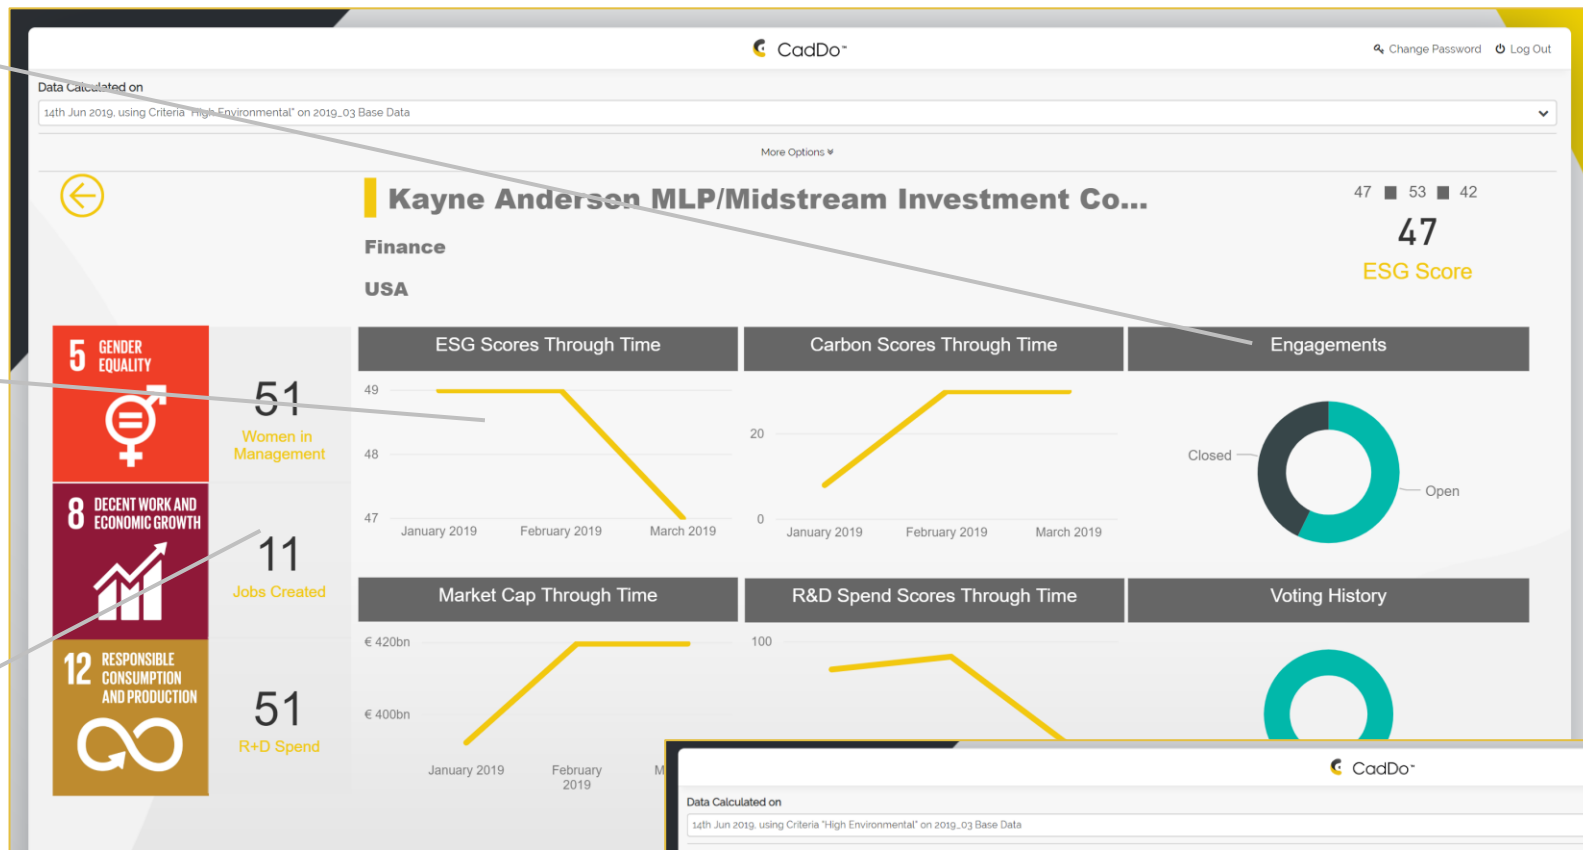 CadDo™
Change Password
Log Out
Data Calculated on
14th Jun 2019, using Criteria "High Environmental" on 2019_03 Base Data
More Options
Kayne Anderson MLP/Midstream Investment Co...
47 53 42
47
ESG Score
Finance
USA
5 GENDER
EQUALITY
51
Women in
Management
8 DECENT WORK AND
ECONOMIC GROWTH
11
Jobs Created
12 RESPONSIBLE
CONSUMPTION
AND PRODUCTION
51
R+D Spend
ESG Scores Through Time
49
48
47
January 2019 February 2019 March 2019
Carbon Scores Through Time
20
0
January 2019 February 2019 March 2019
Engagements
Closed
Open
Market Cap Through Time
€ 420bn
€ 400bn
January 2019 February
2019
M
R&D Spend Scores Through Time
100
Voting History
CadDo™
Data Calculated on
14th Jun 2019, using Criteria "High Environmental" on 2019_03 Base Data